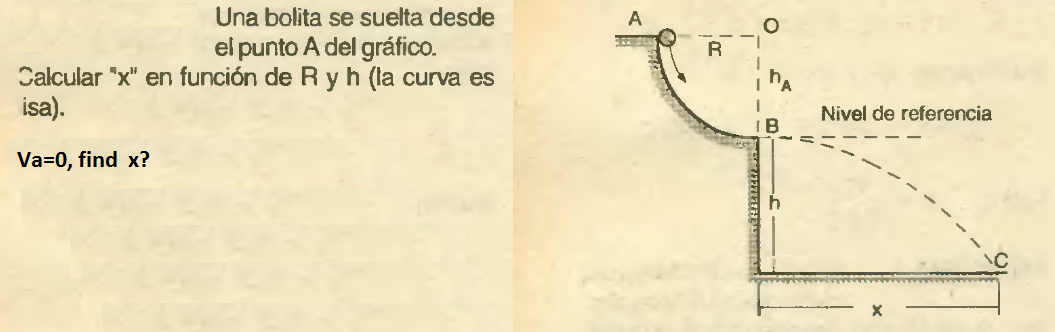 Una bolita se suelta desde
el punto A del gráfico.
Calcular "x" en función de R y h (la curva es
isa).
Va=0, find x?
A
O
R
hA
Nivel de referencia
B
h
C
x